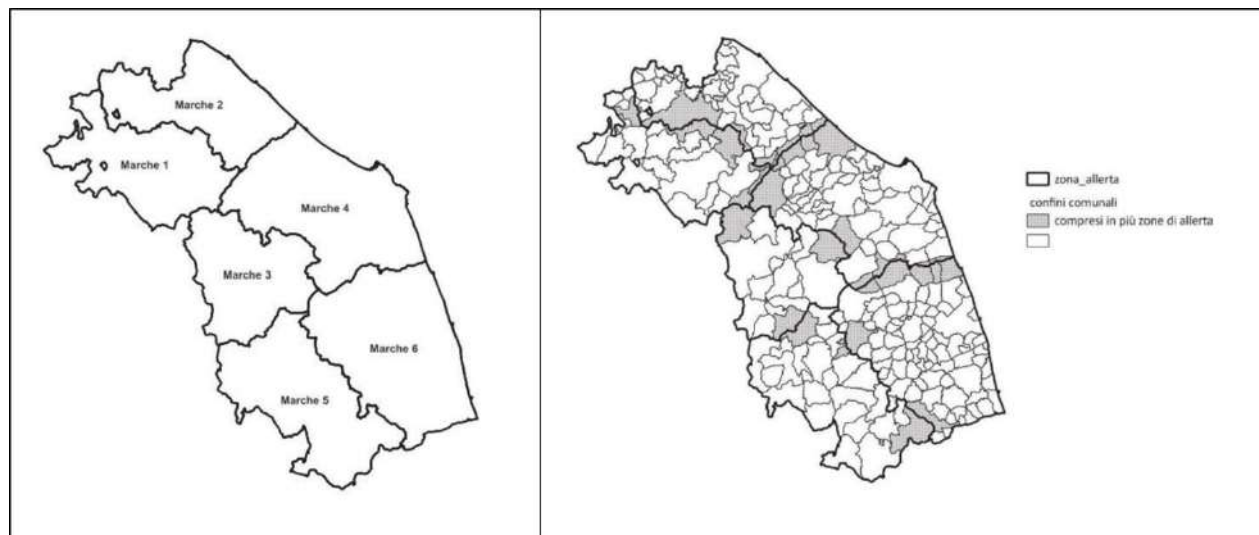 Marche 2
Marche 1
Marche 4
Marche 3
Marche 6
Marche 5
zona_allerta
confini comunali
compresi in più zone di allerta